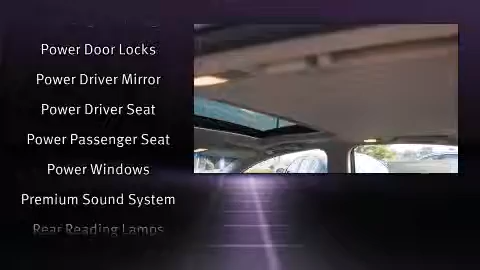 Power Door Locks
Power Driver Mirror
Power Driver Seat
Power Passenger Seat
Power Windows
Premium Sound System
Rear Reading Lamps